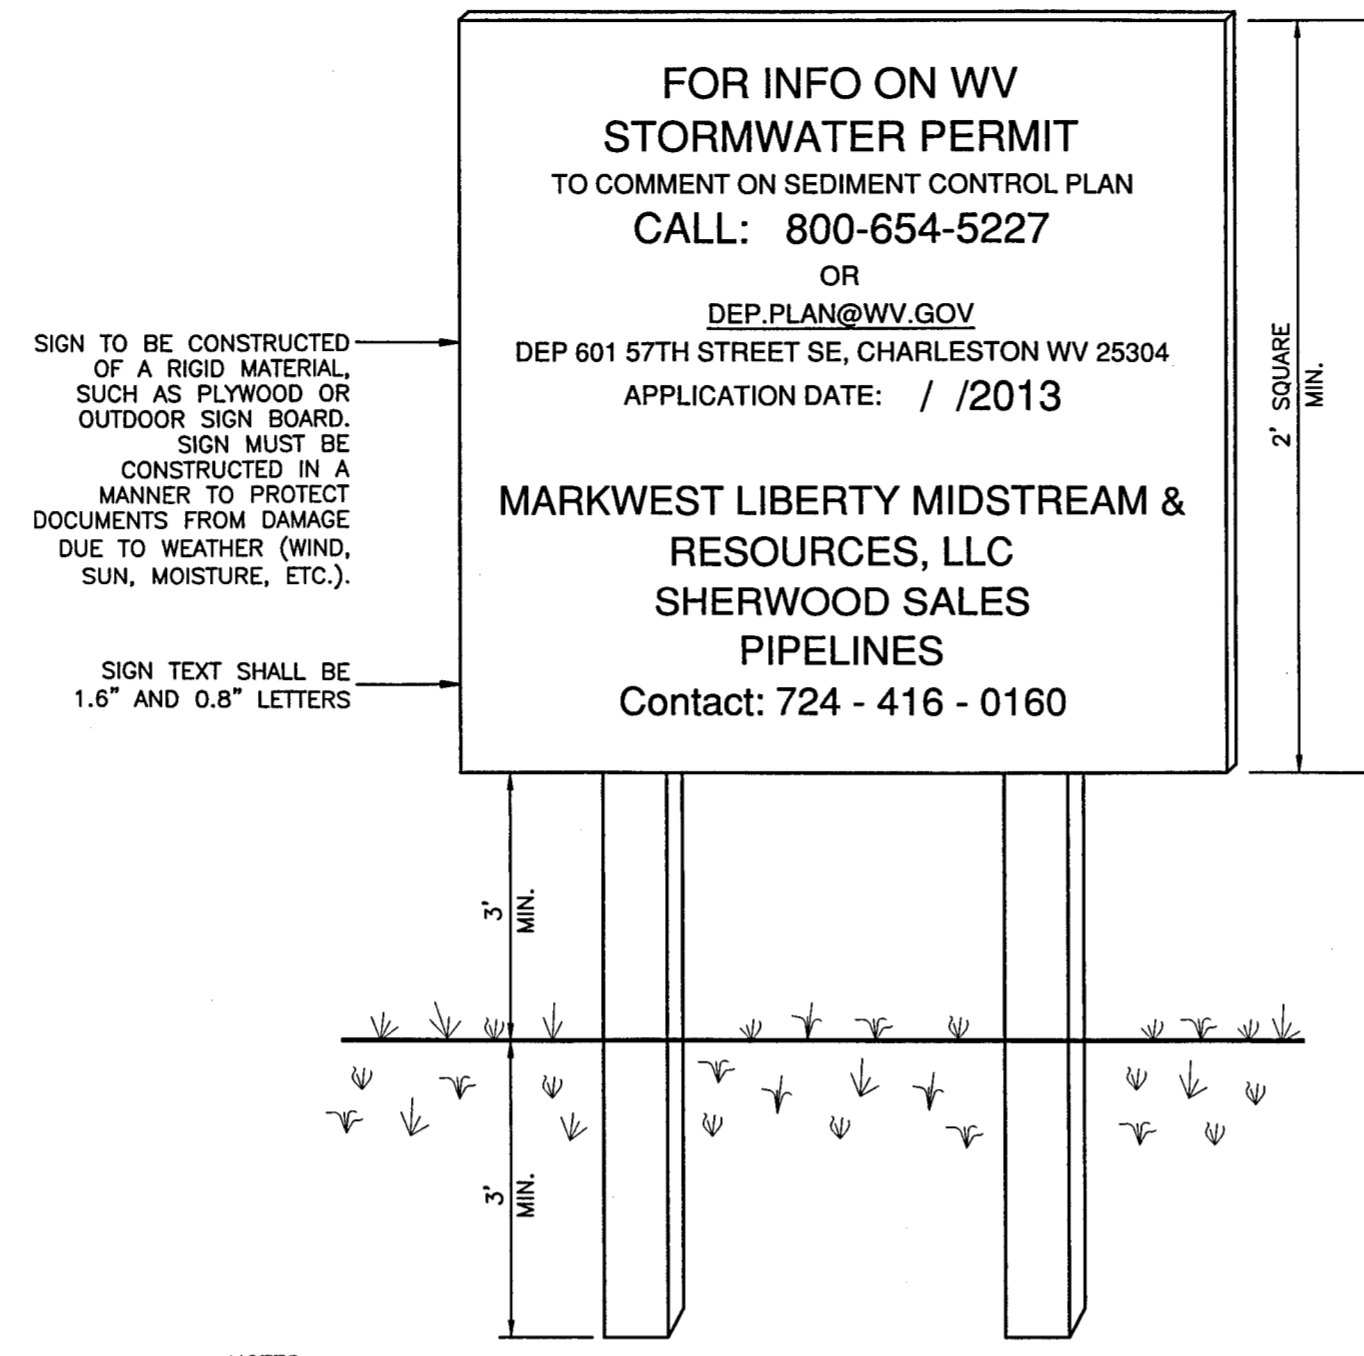 FOR INFO ON WV
STORMWATER PERMIT
TO COMMENT ON SEDIMENT CONTROL PLAN
CALL: 800-654-5227
OR
DEP.PLAN@WV.GOV
DEP 601 57TH STREET SE, CHARLESTON WV 25304
APPLICATION DATE: / /2013
MARKWEST LIBERTY MIDSTREAM &
RESOURCES, LLC
SHERWOOD SALES
PIPELINES
Contact: 724 - 416 - 0160
SIGN TO BE CONSTRUCTED
OF A RIGID MATERIAL,
SUCH AS PLYWOOD OR
OUTDOOR SIGN BOARD.
SIGN MUST BE
CONSTRUCTED IN A
MANNER TO PROTECT
DOCUMENTS FROM DAMAGE
DUE TO WEATHER (WIND,
SUN, MOISTURE, ETC.).
SIGN TEXT SHALL BE
1.6" AND 0.8" LETTERS
2' SQUARE
MIN.
3'
MIN.
3'
MIN.